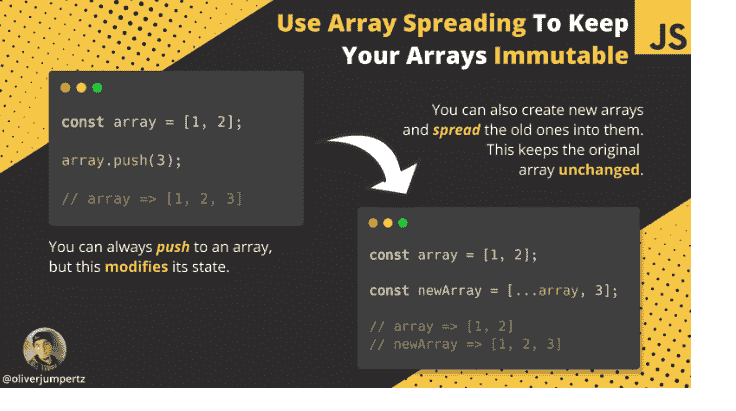 Use Array Spreading To Keep
Your Arrays Immutable
JS
const array = [1, 2];
array.push(3);
// array => [1, 2, 3]
You can always push to an array,
but this modifies its state.
You can also create new arrays
and spread the old ones into them.
This keeps the original
array unchanged.
const array = [1, 2];
const newArray = [...array, 3];
// array => [1, 2]
// newArray => [1, 2, 3]
@oliverjumpertz